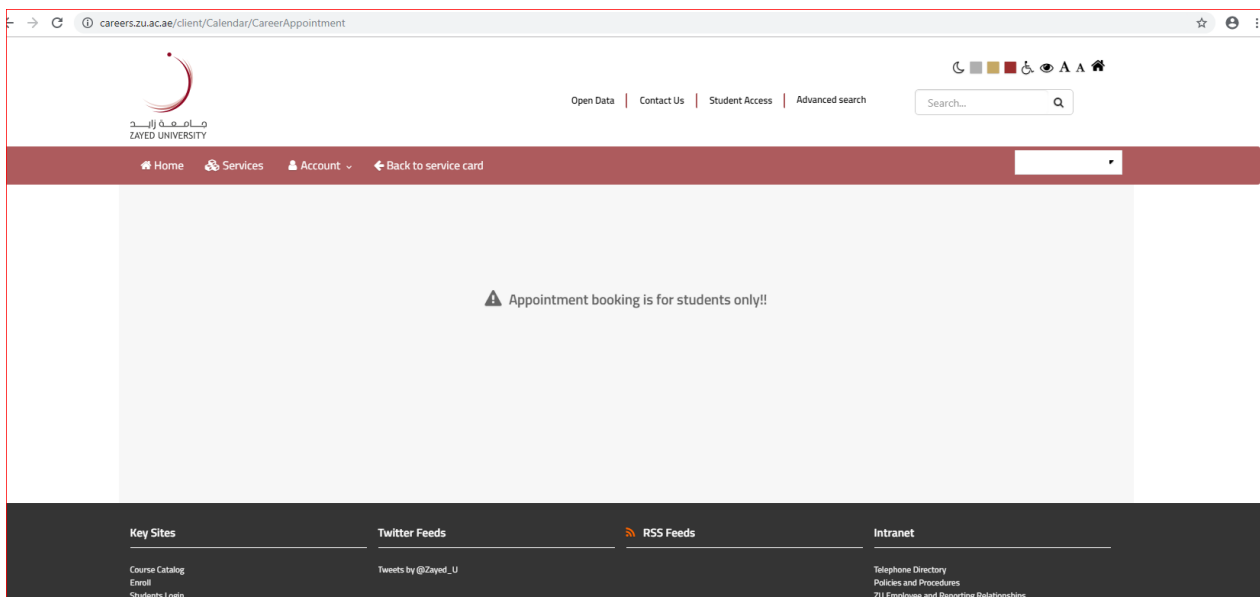 careers.zu.ac.ae/client/Calendar/CareerAppointment
جامعة زايد
ZAYED UNIVERSITY
A A
Open Data Contact Us Student Access Advanced search Search...
Home Services Account Back to service card
Appointment booking is for students only!!
Key Sites Twitter Feeds RSS Feeds Intranet
Course Catalog Tweets by @Zayed_U Telephone Directory
Enroll Policies and Procedures
Students Login ZU Employee and Reporting Relationships